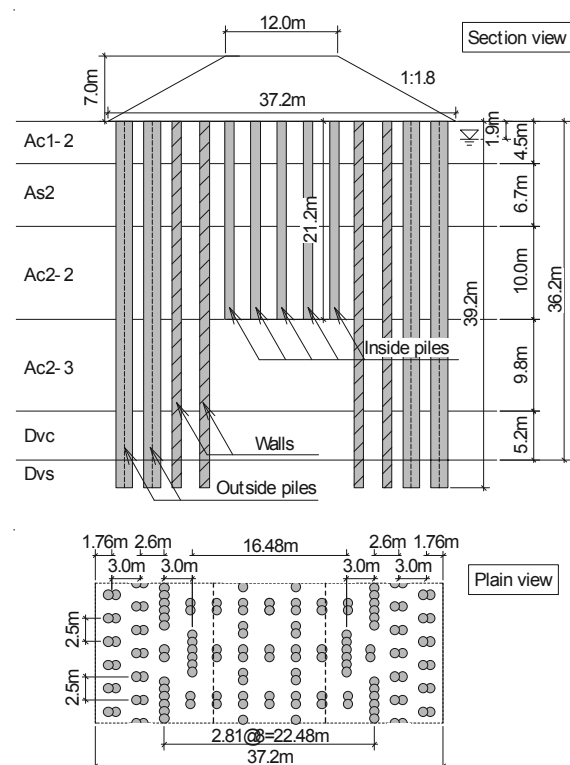 12.0m
Section view
7.0m
1:1.8
37.2m
1.9m
Ac1-2
4.5m
As2
6.7m
21.2m
Ac2-2
10.0m
39.2m
36.2m
Inside piles
Ac2-3
9.8m
Walls
Dvc
5.2m
Dvs
Outside piles
1.76m
2.6m
16.48m
2.6m
1.76m
Plain view
3.0m
3.0m
3.0m
3.0m
2.5m
2.5m
2.81@8=22.48m
37.2m